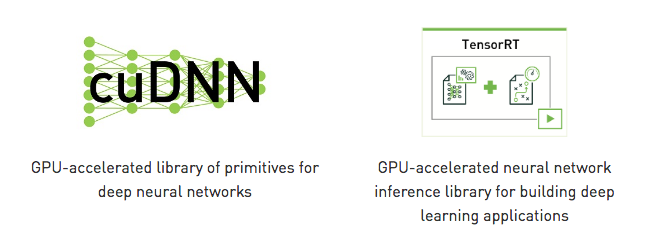 cuDNN
GPU-accelerated library of primitives for
deep neural networks
TensorRT
GPU-accelerated neural network
inference library for building deep
learning applications